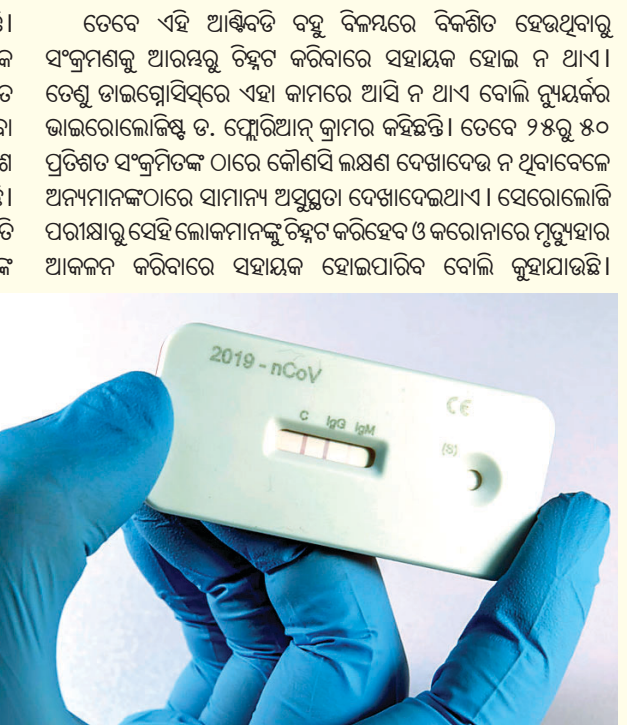 ତେବେ ଏହି ଆଣ୍ଟିବଡି ବହୁ ବିଳମ୍ବରେ ବିକଶିତ ହେଉଥିବାରୁ
ସଂକ୍ରମଣକୁ ଆରମ୍ଭରୁ ଚିହ୍ନଟ କରିବାରେ ସହାୟକ ହୋଇ ନ ଥାଏ।
ତେଣୁ ଡାଇଗ୍ନୋସିସ୍‌ରେ ଏହା କାମରେ ଆସି ନ ଥାଏ ବୋଲି ନ୍ୟୁୟର୍କର
ଭାଇରୋଲୋଜିଷ୍ଟ ଡ. ଫ୍ଲୋରିଆନ୍ କ୍ରାମର କହିଛନ୍ତି। ତେବେ ୨୫ରୁ ୫୦
ପ୍ରତିଶତ ସଂକ୍ରମିତଙ୍କ ଠାରେ କୌଣସି ଲକ୍ଷଣ ଦେଖାଦେଉ ନ ଥିବାବେଳେ
ଅନ୍ୟମାନଙ୍କଠାରେ ସାମାନ୍ୟ ଅସୁସ୍ଥତା ଦେଖାଦେଇଥାଏ। ସେରୋଲୋଜି
ପରୀକ୍ଷାରୁ ସେହି ଲୋକମାନଙ୍କୁ ଚିହ୍ନଟ କରିହେବ ଓ କରୋନାରେ ମୃତ୍ୟୁହାର
ଆକଳନ କରିବାରେ ସହାୟକ ହୋଇପାରିବ ବୋଲି କୁହାଯାଉଛି।
2019 - nCoV
CE
C IgG IgM
(S)